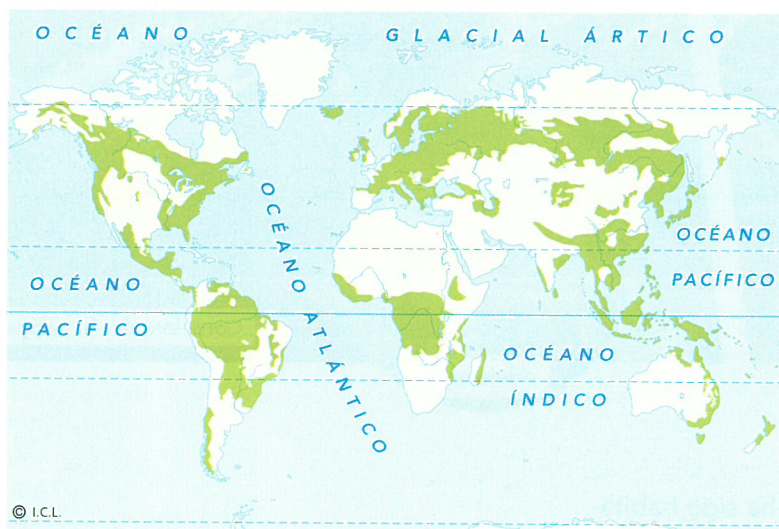 OCÉANO GLACIAL ÁRTICO
OCÉANO ATLÁNTICO
OCÉANO
PACÍFICO
OCÉANO
PACÍFICO
OCÉANO
ÍNDICO
© I.C.L.